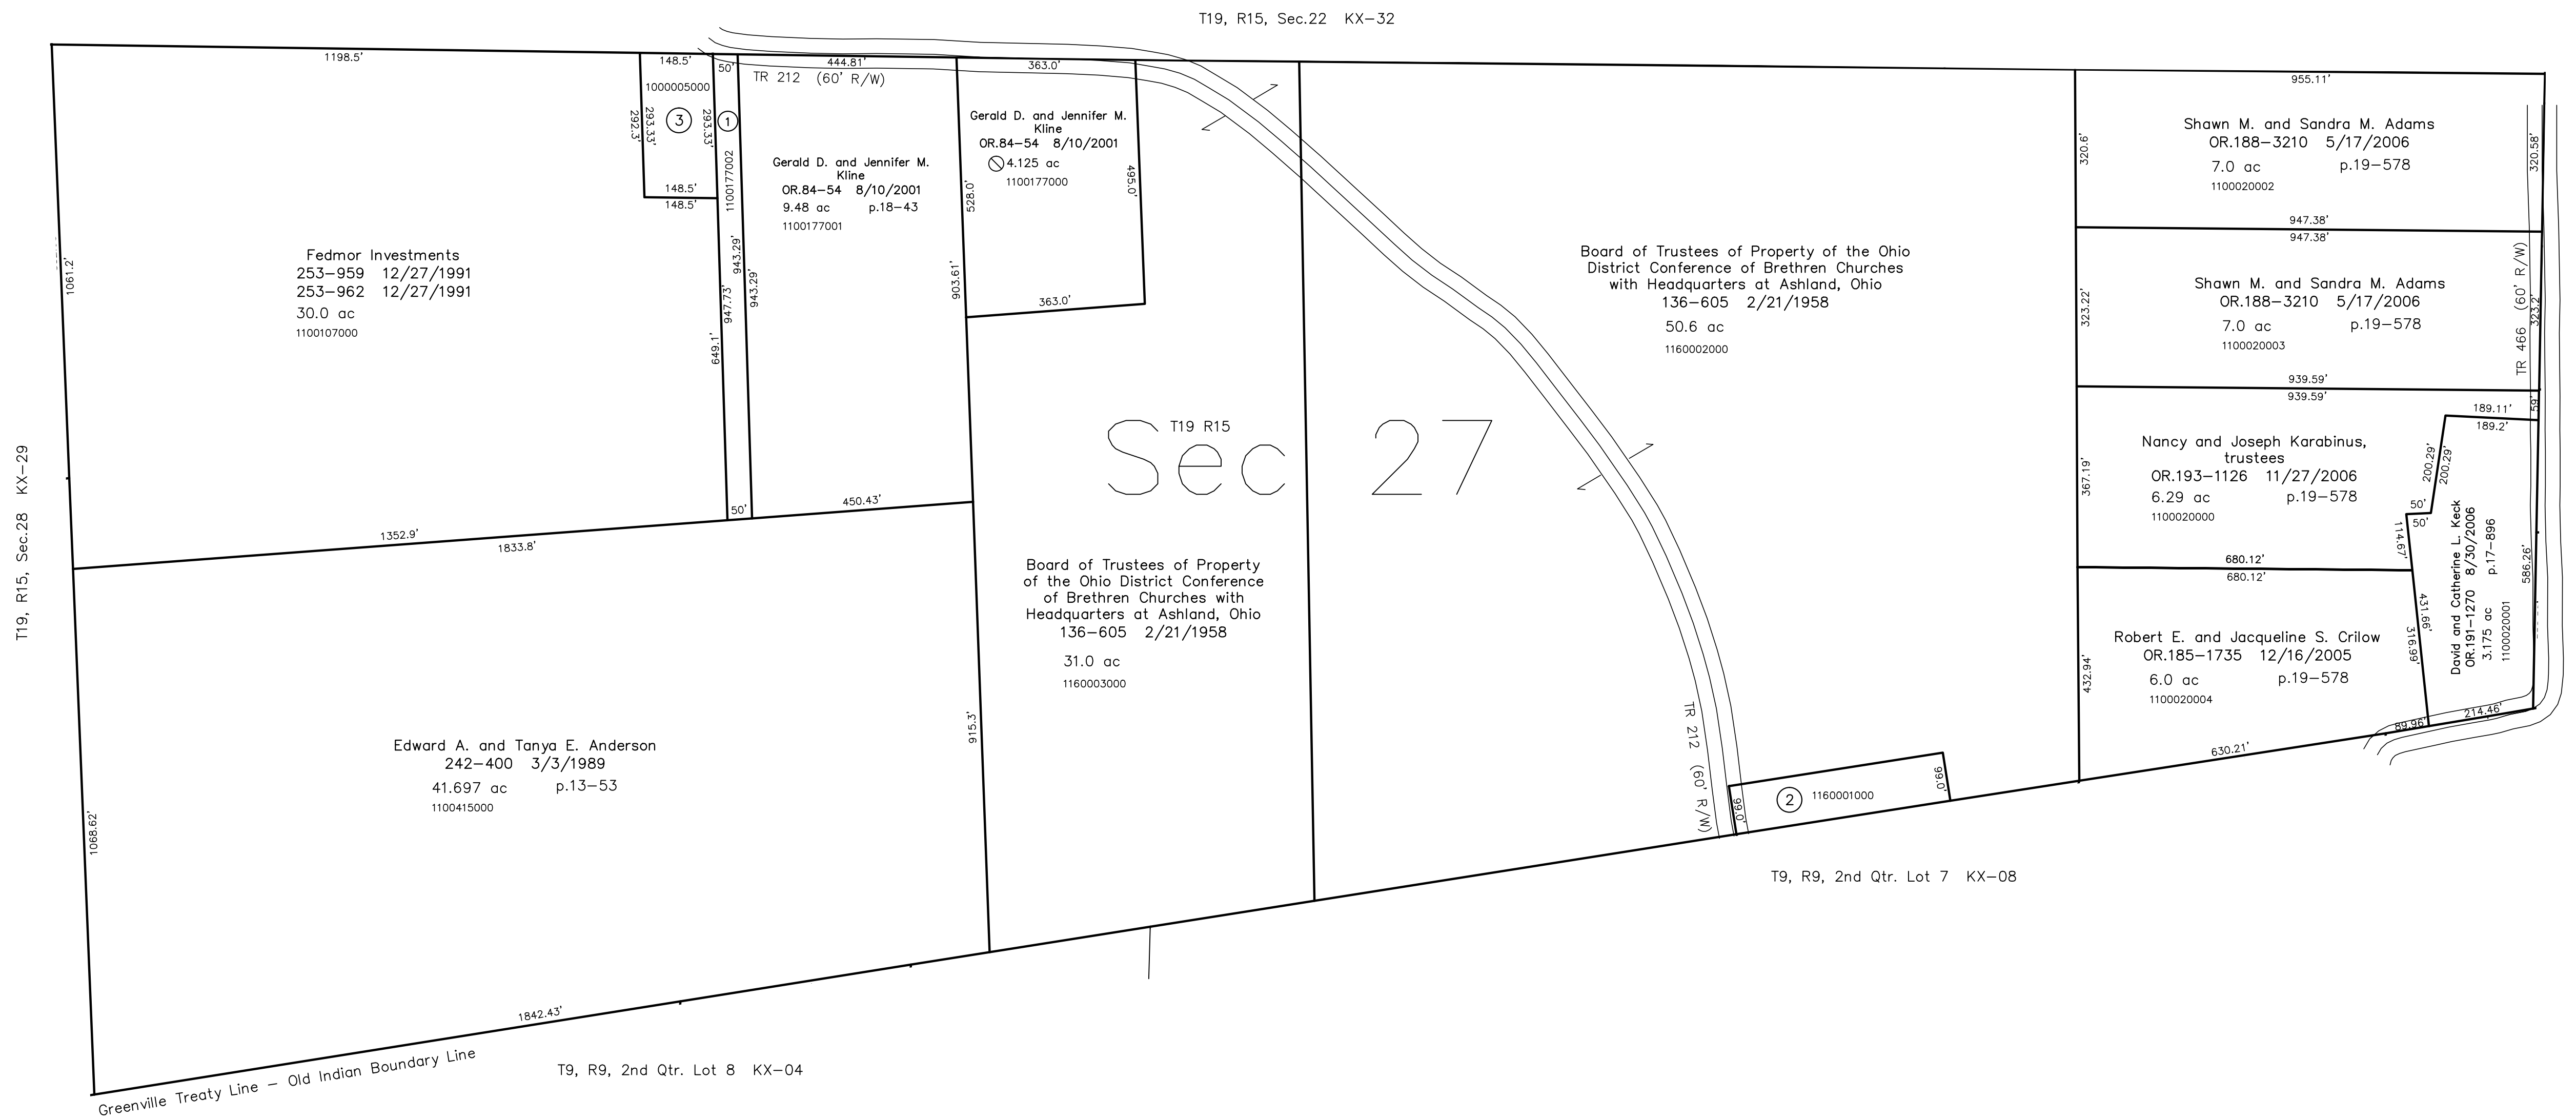 T19, R15, Sec.22  KX-32
T19, R15, Sec.28  KX-29
1198.5'
148.5'
50'
444.81'
363.0'
955.11'
TR 212  (60' R/W)
1000005000
3
292.3'
293.33'
293.33'
148.5'
148.5'
1
1100177002
943.29'
943.29'
947.73'
649.1'
Gerald D. and Jennifer M.
Kline
OR.84-54  8/10/2001
9.48 ac  p.18-43
1100177001
Gerald D. and Jennifer M.
Kline
OR.84-54  8/10/2001
4.125 ac
1100177000
528.0'
495.0'
363.0'
903.61'
Fedmor Investments
253-959  12/27/1991
253-962  12/27/1991
30.0 ac
1100107000
1061.2'
1352.9'
1833.8'
50'
450.43'
T19 R15
Sec 27
Board of Trustees of Property of the Ohio
District Conference of Brethren Churches
with Headquarters at Ashland, Ohio
136-605  2/21/1958
50.6 ac
1160002000
Board of Trustees of Property
of the Ohio District Conference
of Brethren Churches with
Headquarters at Ashland, Ohio
136-605  2/21/1958
31.0 ac
1160003000
915.3'
Edward A. and Tanya E. Anderson
242-400  3/3/1989
41.697 ac  p.13-53
1100415000
1068.62'
1842.43'
Greenville Treaty Line - Old Indian Boundary Line
T9, R9, 2nd Qtr. Lot 8  KX-04
T9, R9, 2nd Qtr. Lot 7  KX-08
TR 212  (60' R/W)
99.0'
2
1160001000
99.0'
Shawn M. and Sandra M. Adams
OR.188-3210  5/17/2006
7.0 ac  p.19-578
1100020002
320.6'
320.58'
947.38'
947.38'
Shawn M. and Sandra M. Adams
OR.188-3210  5/17/2006
7.0 ac  p.19-578
1100020003
323.22'
323.2'
TR 466  (60' R/W)
939.59'
939.59'
59'
189.11'
189.2'
Nancy and Joseph Karabinus,
trustees
OR.193-1126  11/27/2006
6.29 ac  p.19-578
1100020000
367.19'
200.29'
200.29'
50'
50'
114.67'
680.12'
680.12'
David and Catherine L. Keck
OR.191-1270  8/30/2006
3.175 ac  p.17-896
1100020001
586.26'
431.66'
316.99'
Robert E. and Jacqueline S. Crilow
OR.185-1735  12/16/2005
6.0 ac  p.19-578
1100020004
432.94'
89.96'
214.46'
630.21'